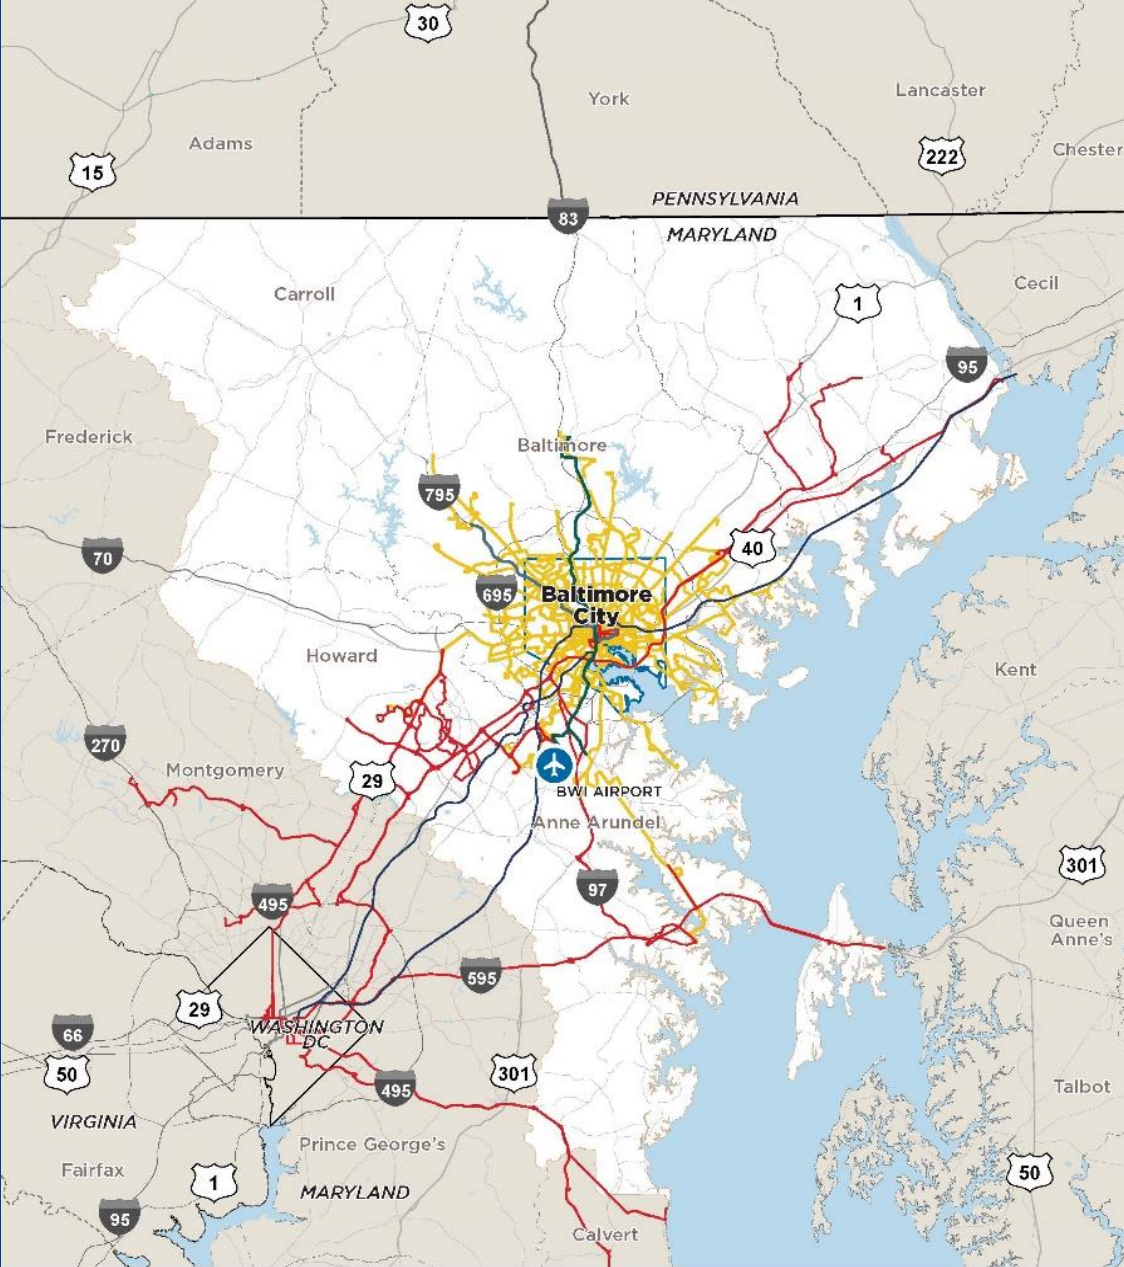 30
York
Lancaster
Adams
222
Chester
15
PENNSYLVANIA
83
MARYLAND
Cecil
Carroll
1
95
Frederick
Baltimore
795
40
70
695
Baltimore
City
Howard
Kent
270
Montgomery
29
BWI AIRPORT
Anne Arundel
301
97
495
Queen
Anne's
595
29
WASHINGTON
DC
66
50
301
495
Talbot
VIRGINIA
Prince George's
Fairfax
50
1
MARYLAND
95
Calvert